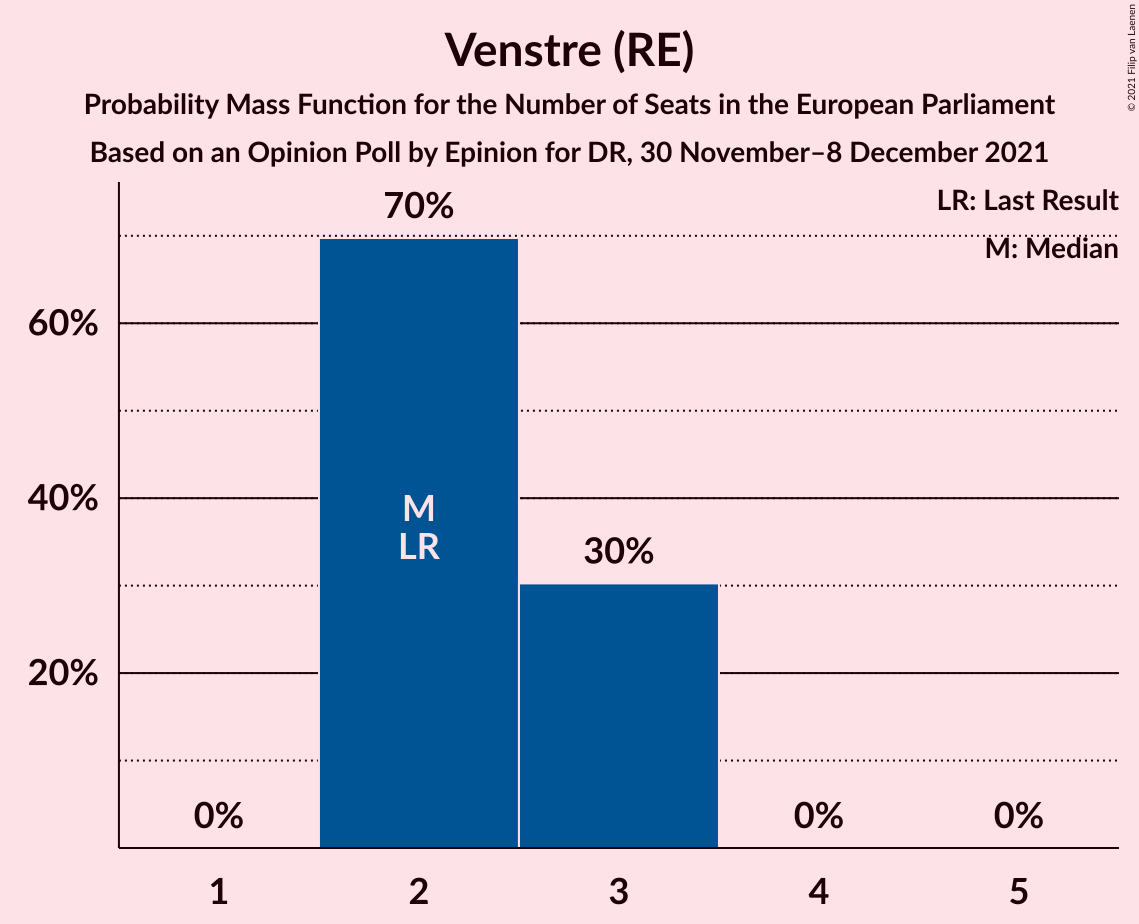 Venstre (RE)
Probability Mass Function for the Number of Seats in the European Parliament
Based on an Opinion Poll by Epinion for DR, 30 November–8 December 2021
© 2021 Filip van Laenen
LR: Last Result
M: Median
70%
60%
40%
M
LR
30%
20%
0%
0%
0%
1
2
3
4
5